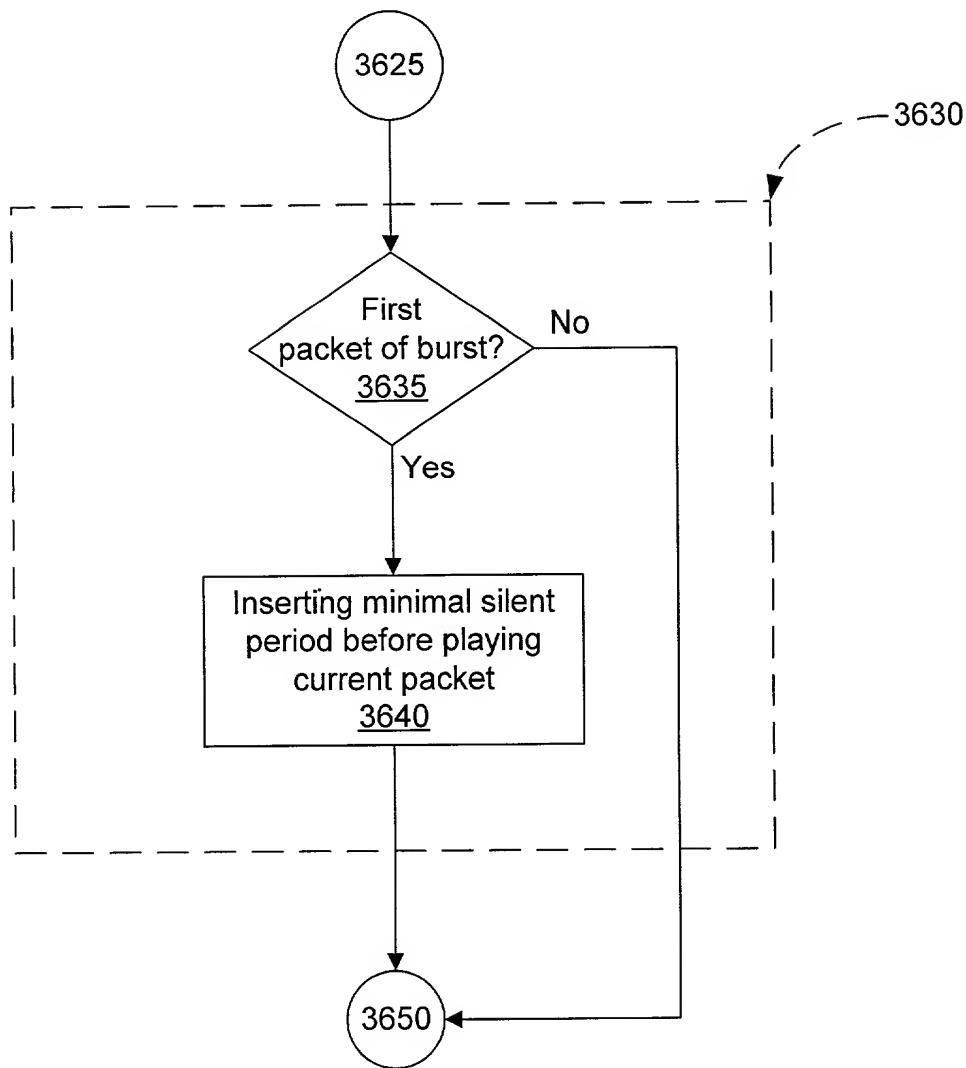 3625
3630
First
packet of burst?
3635
No
Yes
Inserting minimal silent
period before playing
current packet
3640
3650